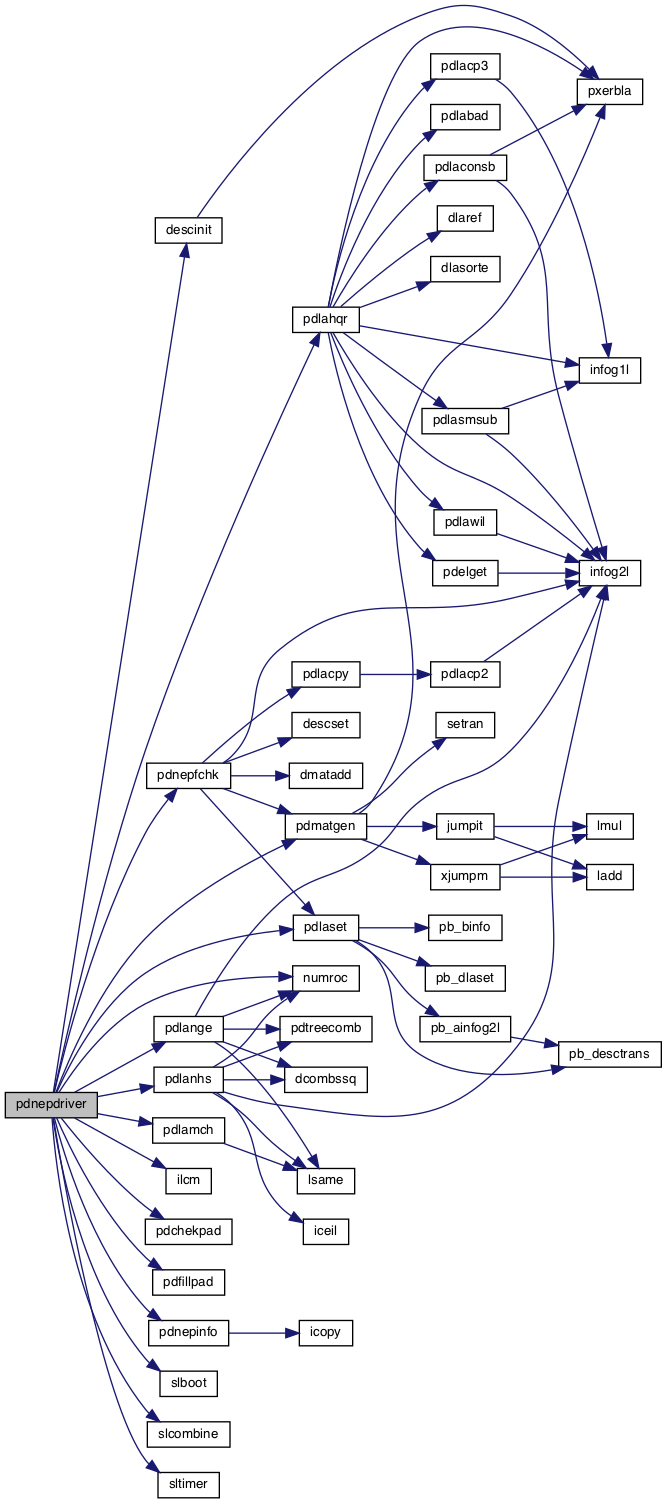 pdlacp3
pxerbla
pdlabad
pdlaconsb
dlaref
descinit
dlasorte
pdlahqr
infog1l
pdlasmsub
pdlawil
pdelget
infog2l
pdlacpy
pdlacp2
descset
setran
pdnepfchk
dmatadd
pdmatgen
jumpit
lmul
xjumpm
ladd
pdlaset
pb_binfo
numroc
pb_dlaset
pdlange
pdtreecomb
pb_ainfog2l
pb_desctrans
pdlanhs
dcombssq
pdnepdriver
pdlamch
ilcm
lsame
pdchekpad
iceil
pdfillpad
pdnepinfo
icopy
slboot
slcombine
sltimer